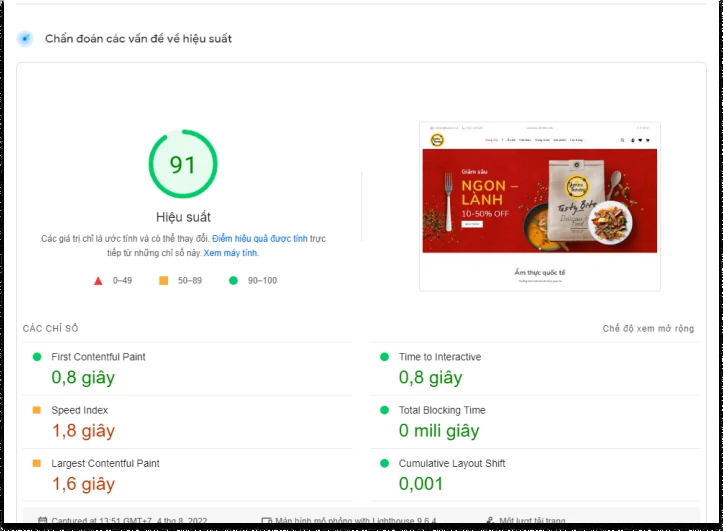 Chẩn đoán các vấn đề về hiệu suất
91
Hiệu suất
Các giá trị chỉ là ước tính và có thể thay đổi. Điểm hiệu quả được tính trực
tiếp từ những chỉ số này. Xem máy tính.
0–49
50–89
90–100
Giảm sâu
NGON –
LÀNH
10-50% OFF
Tasty Bite
Delicious
Food
Ẩm thực quốc tế
CÁC CHỈ SỐ
Chế độ xem mở rộng
First Contentful Paint
0,8 giây
Time to Interactive
0,8 giây
Speed Index
1,8 giây
Total Blocking Time
0 mili giây
Largest Contentful Paint
1,6 giây
Cumulative Layout Shift
0,001
Captured at 13:51 GMT+7, 4 thg 8, 2022
Màn hình mô phỏng with Lighthouse 9.6.4
Một lượt tải trang